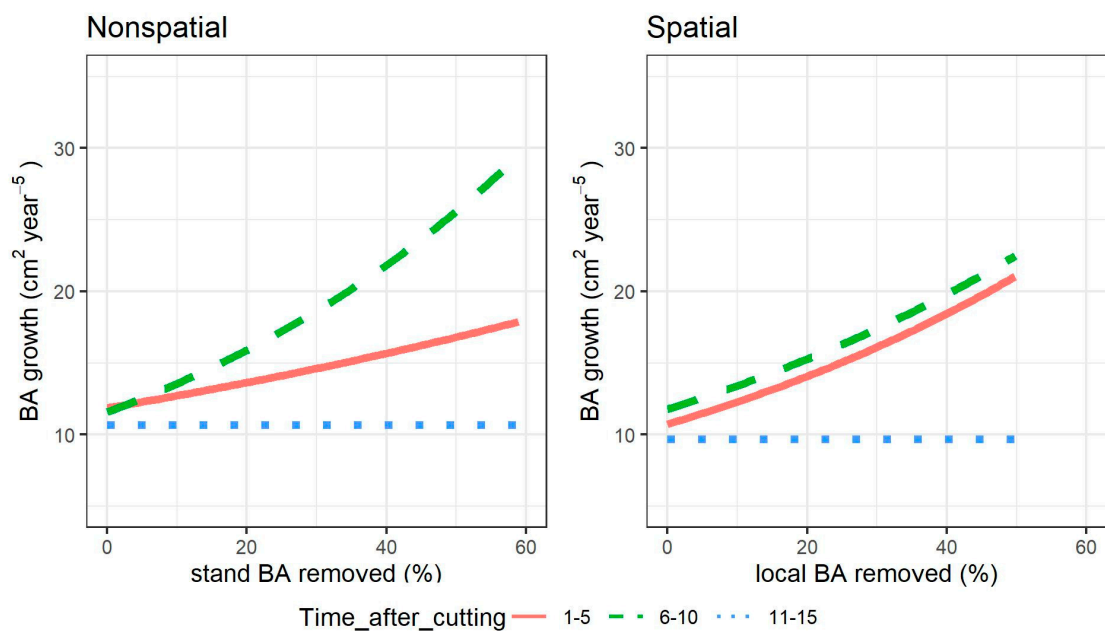 Nonspatial
Spatial
BA growth (cm² year⁻⁵ )
30
20
10
0 20 40 60
stand BA removed (%)
BA growth (cm² year⁻⁵ )
30
20
10
0 20 40 60
local BA removed (%)
Time_after_cutting 1-5 6-10 11-15